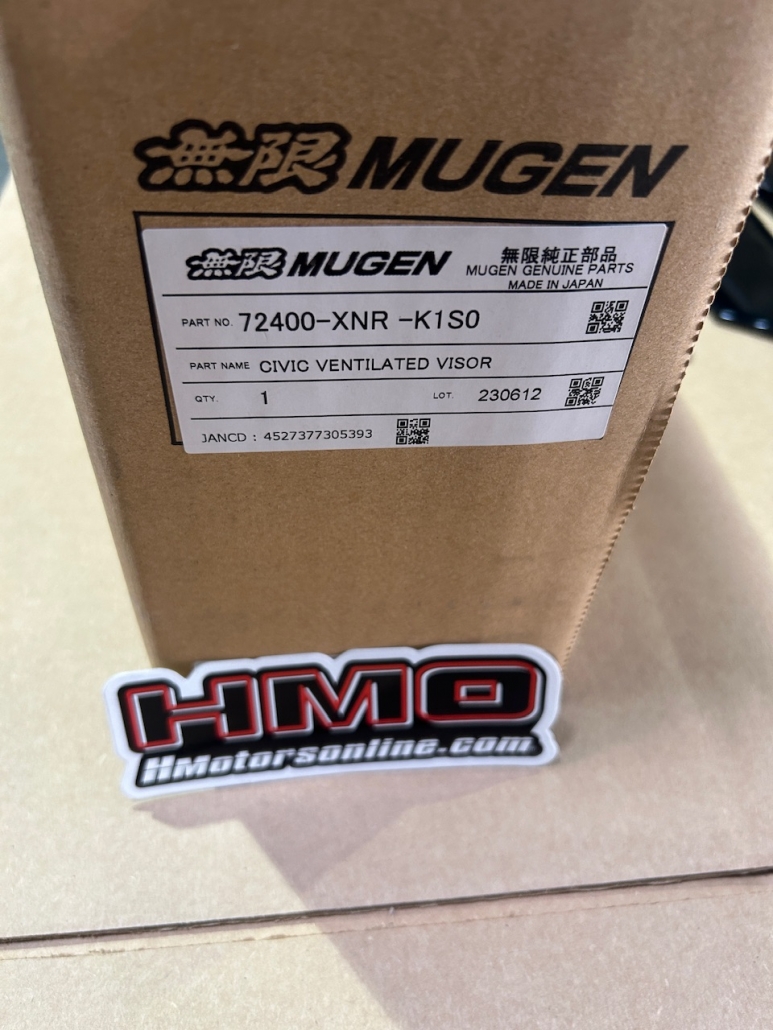 無限 MUGEN
無限 MUGEN
無限純正部品
MUGEN GENUINE PARTS
MADE IN JAPAN
PART NO. 72400-XNR -K1S0
PART NAME CIVIC VENTILATED VISOR
QTY. 1 LOT. 230612
JANCD : 4527377305393
HMO
HMotorsonline.com